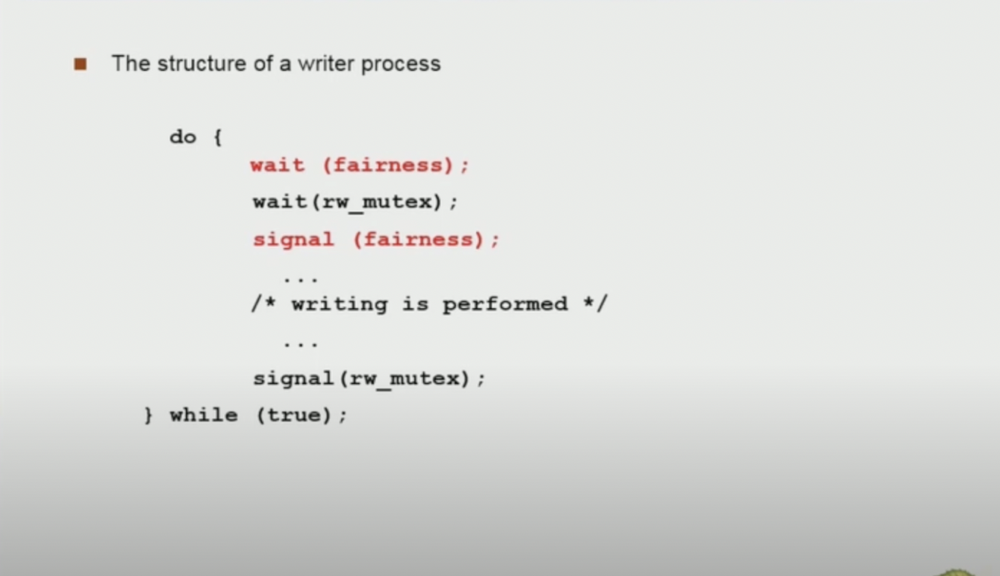 The structure of a writer process
do {
wait (fairness);
wait(rw_mutex);
signal (fairness);
...
/* writing is performed */
...
signal(rw_mutex);
} while (true);